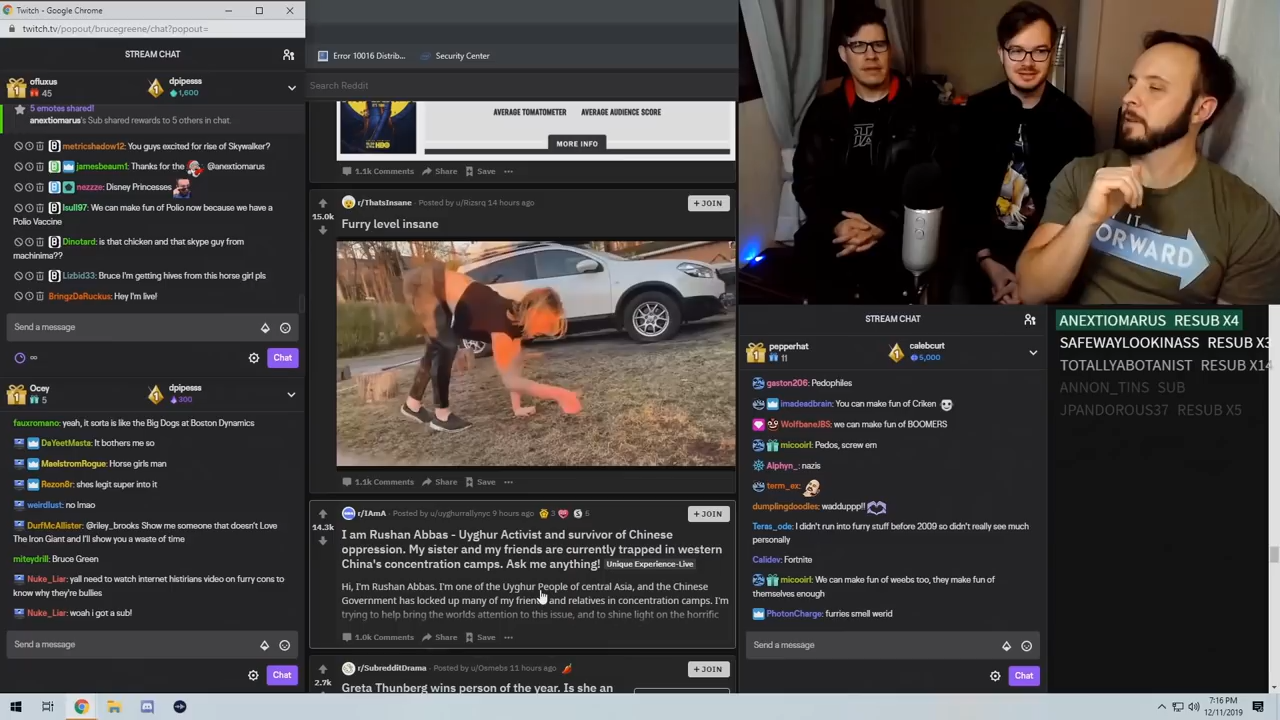 Twitch - Google Chrome
twitch.tv/popout/brucegreene/chat?popout=
STREAM CHAT
ofluxus
45
dpipesss
1,600
5 emotes shared!
anextiomarus's Sub shared rewards to 5 others in chat.
metricshadow12: You guys excited for rise of Skywalker?
jamesbeaum1: Thanks for the @anextiomarus
nezzze: Disney Princesses
lsull97: We can make fun of Polio now because we have a
Polio Vaccine
Dinotard: is that chicken and that skype guy from
machinima??
Lizbid33: Bruce I'm getting hives from this horse girl pls
BringzDaRuckus: Hey I'm live!
Send a message
Chat
Ocey
5
dpipesss
300
fauxromano: yeah, it sorta is like the Big Dogs at Boston Dynamics
DaYeetMasta: It bothers me so
MaelstromRogue: Horse girls man
Rezon8r: shes legit super into it
weirdlust: no lmao
DurfMcAllister: @riley_brooks Show me someone that doesn't Love
The Iron Giant and I'll show you a waste of time
miteydrill: Bruce Green
Nuke_Liar: yall need to watch internet histirians video on furry cons to
know why they're bullies
Nuke_Liar: woah i got a sub!
Send a message
Chat
Error 10016 Distrib...
Security Center
Search Reddit
HBO
AVERAGE TOMATOMETER
AVERAGE AUDIENCE SCORE
MORE INFO
1.1k Comments
Share
Save
r/ThatsInsane · Posted by u/Rizsrq 14 hours ago
+ JOIN
15.0k
Furry level insane
1.1k Comments
Share
Save
r/IAmA · Posted by u/uyghurrallynyc 9 hours ago
3
5
+ JOIN
14.3k
I am Rushan Abbas - Uyghur Activist and survivor of Chinese
oppression. My sister and my friends are currently trapped in western
China's concentration camps. Ask me anything! Unique Experience-Live
Hi, I'm Rushan Abbas. I'm one of the Uyghur People of central Asia, and the Chinese
Government has locked up many of my friends and relatives in concentration camps. I'm
trying to help bring the worlds attention to this issue, and to shine light on the horrific
1.0k Comments
Share
Save
r/SubredditDrama · Posted by u/Osmebs 11 hours ago
+ JOIN
2.7k
Greta Thunberg wins person of the year. Is she an
IT
FORWARD
STREAM CHAT
pepperhat
11
calebcurt
5,000
gaston206: Pedophiles
imadeadbrain: You can make fun of Criken
WolfbaneJBS: we can make fun of BOOMERS
micooirl: Pedos, screw em
Alphyn_: nazis
term_ex:
dumplingdoodles: wadduppp!!
Teras_ode: I didn't run into furry stuff before 2009 so didn't really see much
personally
Calidev: Fortnite
micooirl: We can make fun of weebs too, they make fun of
themselves enough
PhotonCharge: furries smell werid
Send a message
Chat
ANEXTIOMARUS RESUB X4
SAFEWAYLOOKINASS RESUB X3
TOTALLYABOTANIST RESUB X14
ANNON_TINS SUB
JPANDOROUS37 RESUB X5
7:16 PM
12/11/2019